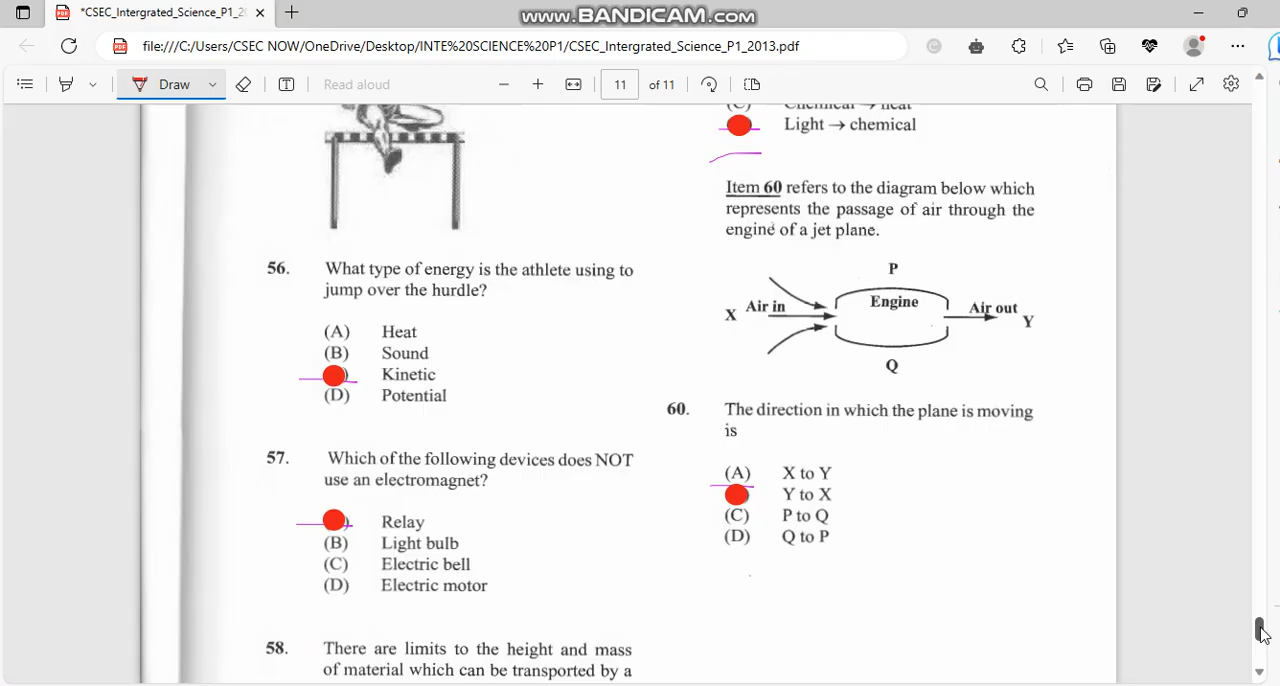 www.BANDICAM.com
*CSEC_Intergrated_Science_P1_2
file:///C:/Users/CSEC NOW/OneDrive/Desktop/INTE%20SCIENCE%20P1/CSEC_Intergrated_Science_P1_2013.pdf
Draw
Read aloud
11 of 11
56. What type of energy is the athlete using to
jump over the hurdle?
(A) Heat
(B) Sound
Kinetic
(D) Potential
57. Which of the following devices does NOT
use an electromagnet?
Relay
(B) Light bulb
(C) Electric bell
(D) Electric motor
58. There are limits to the height and mass
of material which can be transported by a
(C) Chemical → heat
Light → chemical
Item 60 refers to the diagram below which
represents the passage of air through the
engine of a jet plane.
P
X Air in
Engine
Air out Y
Q
60. The direction in which the plane is moving
is
(A) X to Y
Y to X
(C) P to Q
(D) Q to P